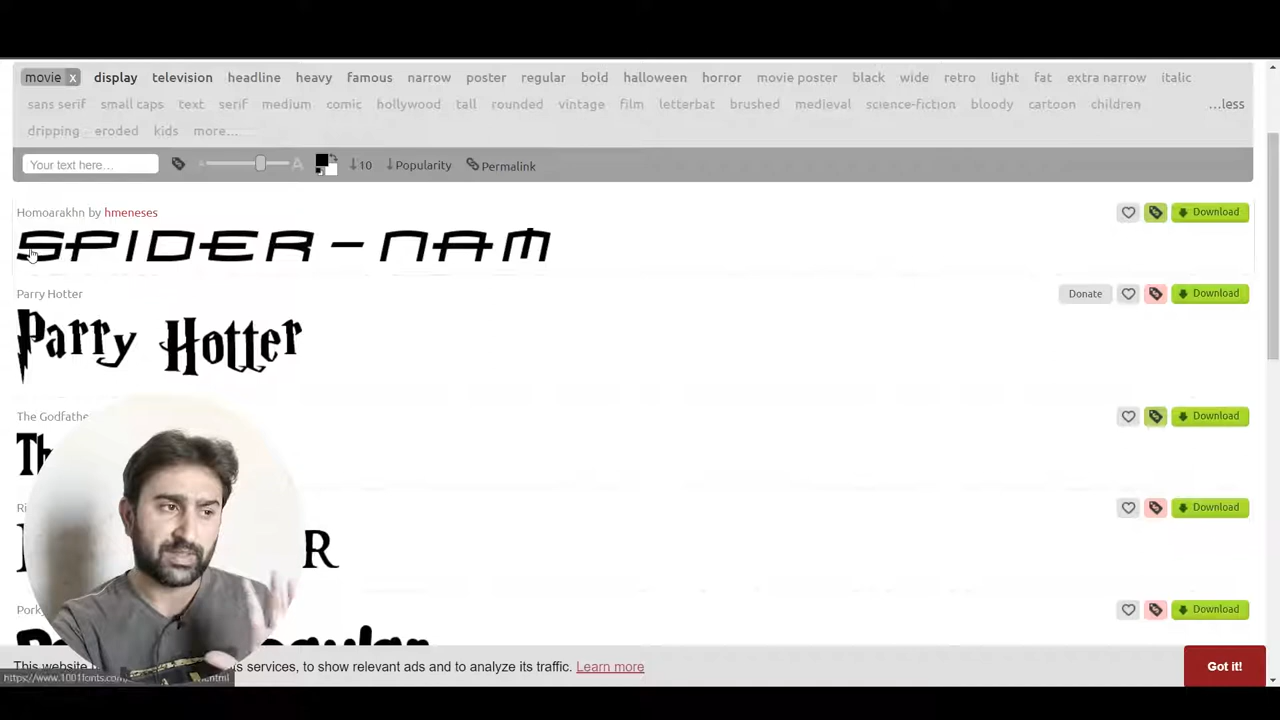 movie x display television headline heavy famous narrow poster regular bold halloween horror movie poster black wide retro light fat extra narrow italic
sans serif small caps text serif medium comic hollywood tall rounded vintage film letterbat brushed medieval science-fiction bloody cartoon children …less
dripping eroded kids more…
Your text here… A 10 Popularity Permalink
Homoarakhn by hmeneses Download
SPIDER-NAM
Parry Hotter Donate Download
Parry Hotter
The Godfathe Download
Th
Download
R
Download
This website services, to show relevant ads and to analyze its traffic. Learn more Got it!
https://www.1001fonts.com